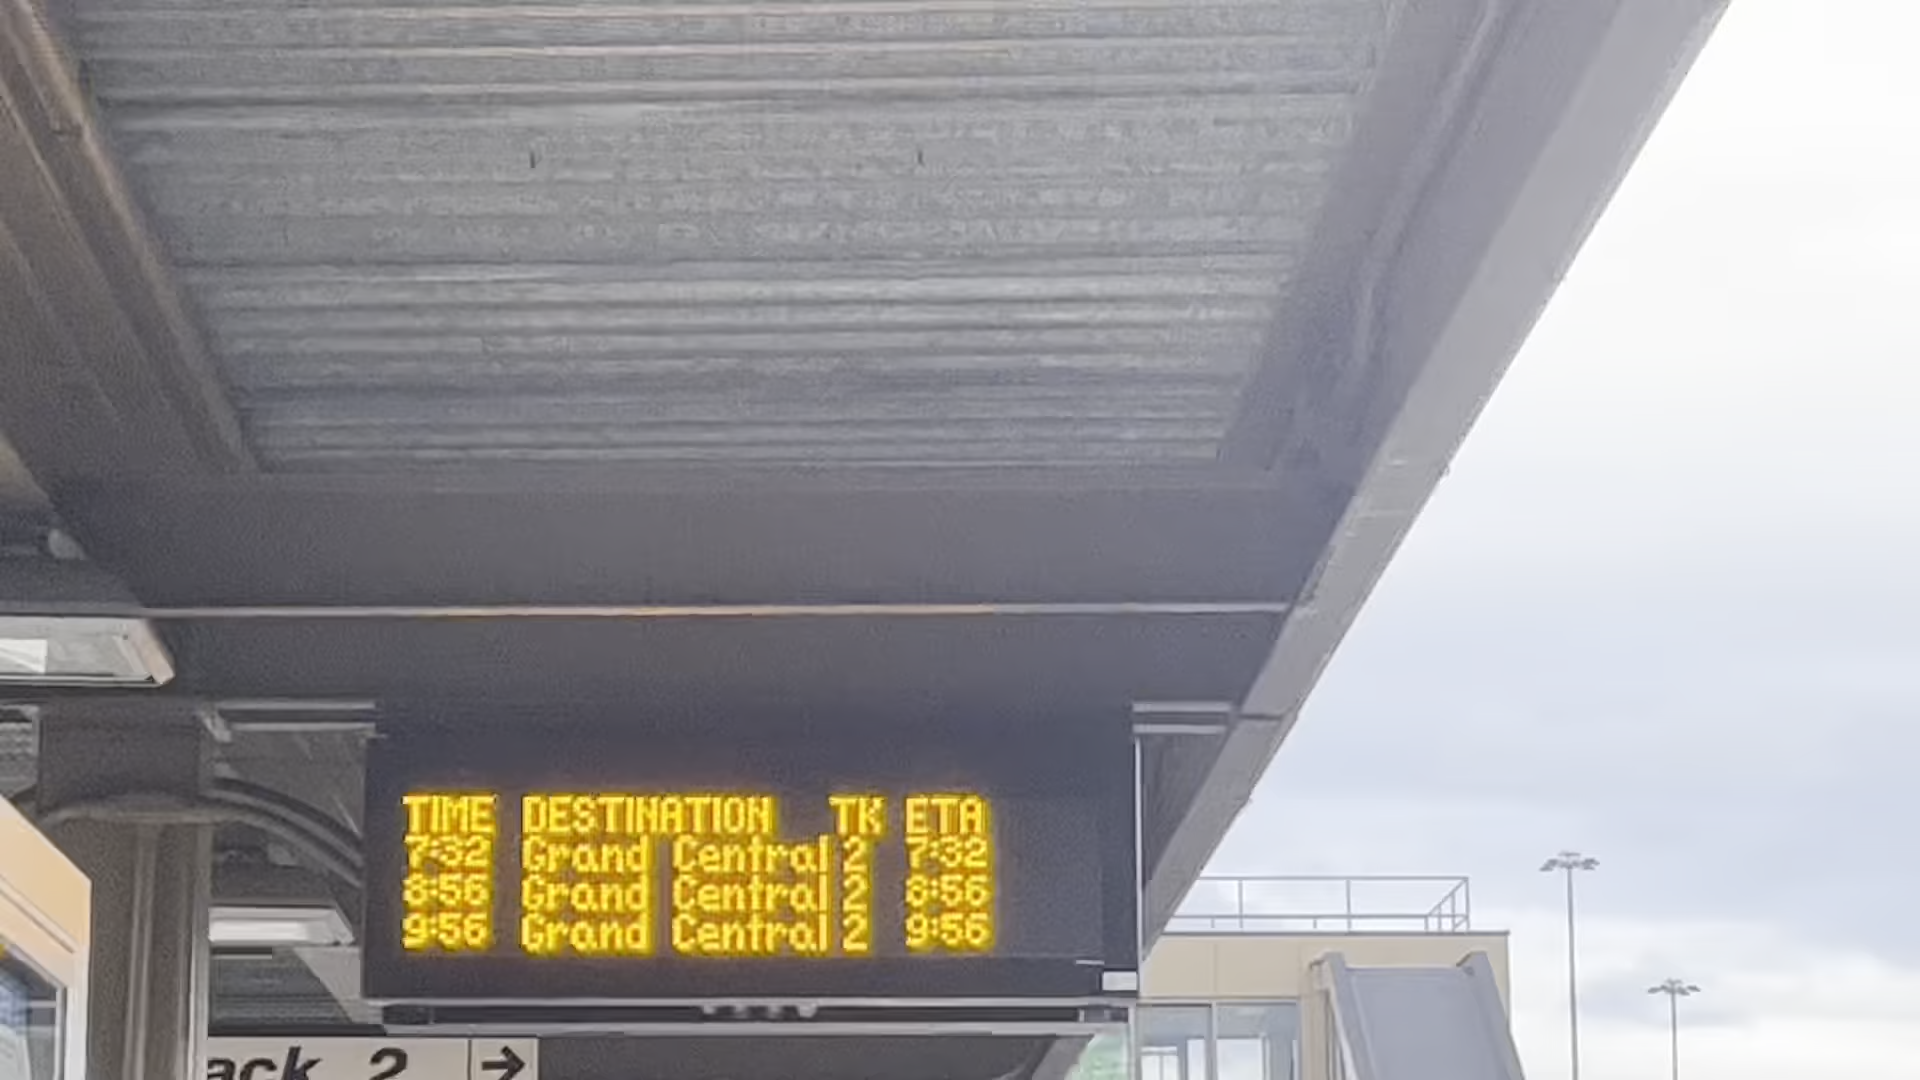 TIME DESTINATION TK ETA
7:32 Grand Central 2 7:32
8:56 Grand Central 2 8:56
9:56 Grand Central 2 9:56
ack 2 →